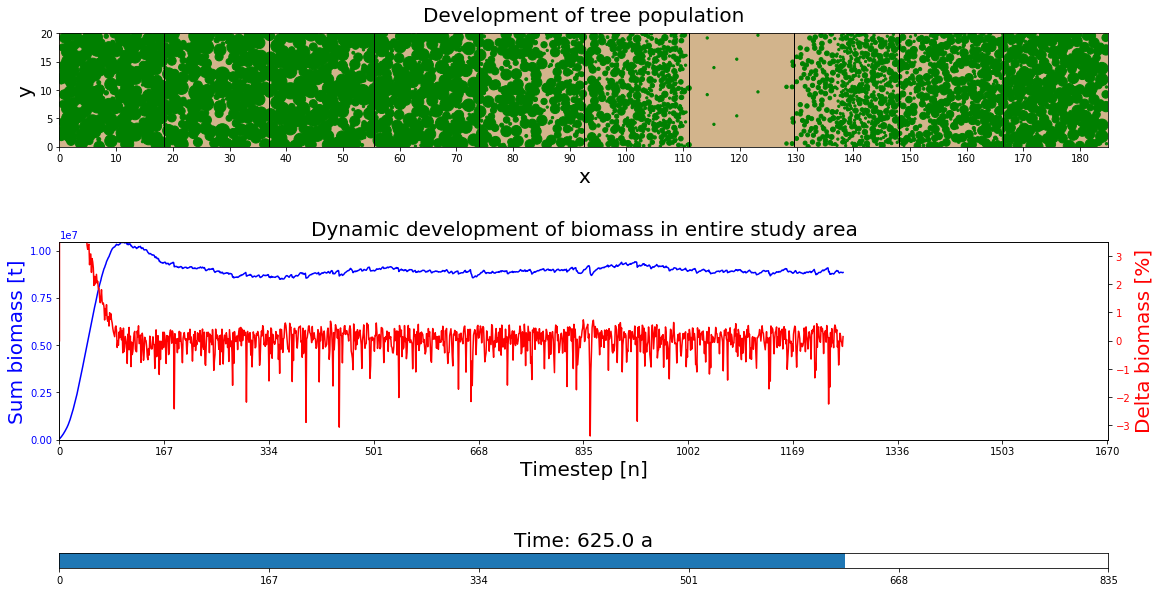 Development of tree population
20
15
10
5
0
y
0 10 20 30 40 50 60 70 80 90 100 110 120 130 140 150 160 170 180
x
Dynamic development of biomass in entire study area
1e7
1.00
0.75
0.50
0.25
0.00
Sum biomass [t]
3
2
1
0
−1
−2
−3
Delta biomass [%]
0 167 334 501 668 835 1002 1169 1336 1503 1670
Timestep [n]
Time: 625.0 a
0 167 334 501 668 835